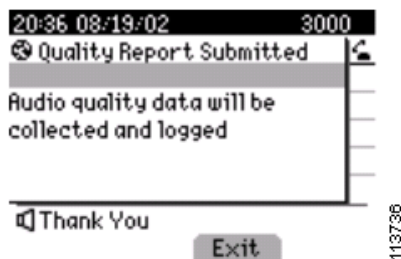 20:36 08/19/02 3000
Quality Report Submitted
Audio quality data will be
collected and logged
Thank You
Exit
113736